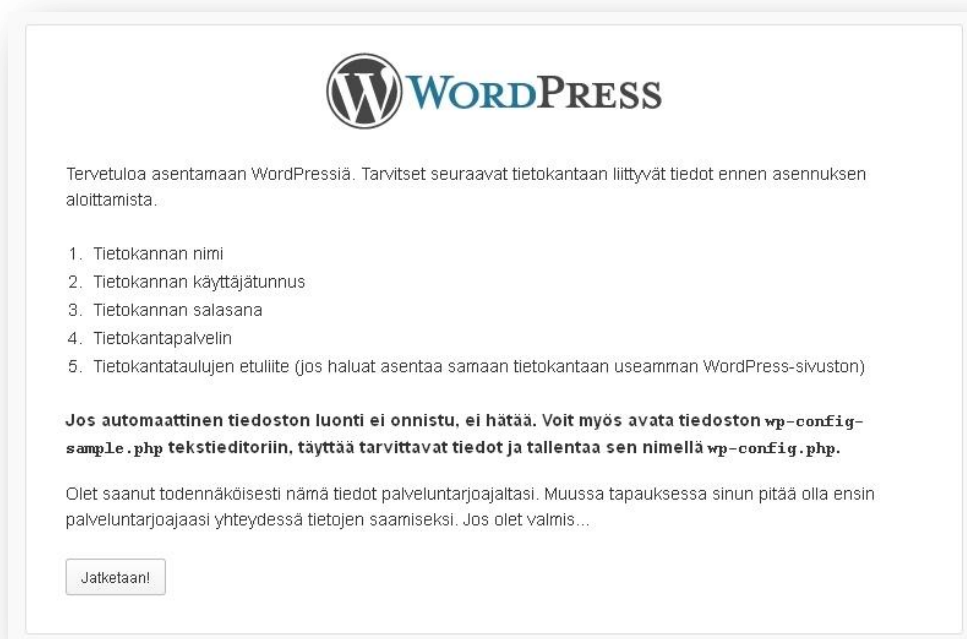 WORDPRESS
Tervetuloa asentamaan WordPressiä. Tarvitset seuraavat tietokantaan liittyvät tiedot ennen asennuksen
aloittamista.
1. Tietokannan nimi
2. Tietokannan käyttäjätunnus
3. Tietokannan salasana
4. Tietokantapalvelin
5. Tietokantataulujen etuliite (jos haluat asentaa samaan tietokantaan useamman WordPress-sivuston)
Jos automaattinen tiedoston luonti ei onnistu, ei hätää. Voit myös avata tiedoston wp-config-
sample.php tekstieditoriin, täyttää tarvittavat tiedot ja tallentaa sen nimellä wp-config.php.
Olet saanut todennäköisesti nämä tiedot palveluntarjoajaltasi. Muussa tapauksessa sinun pitää olla ensin
palveluntarjoajaasi yhteydessä tietojen saamiseksi. Jos olet valmis...
Jatketaan!